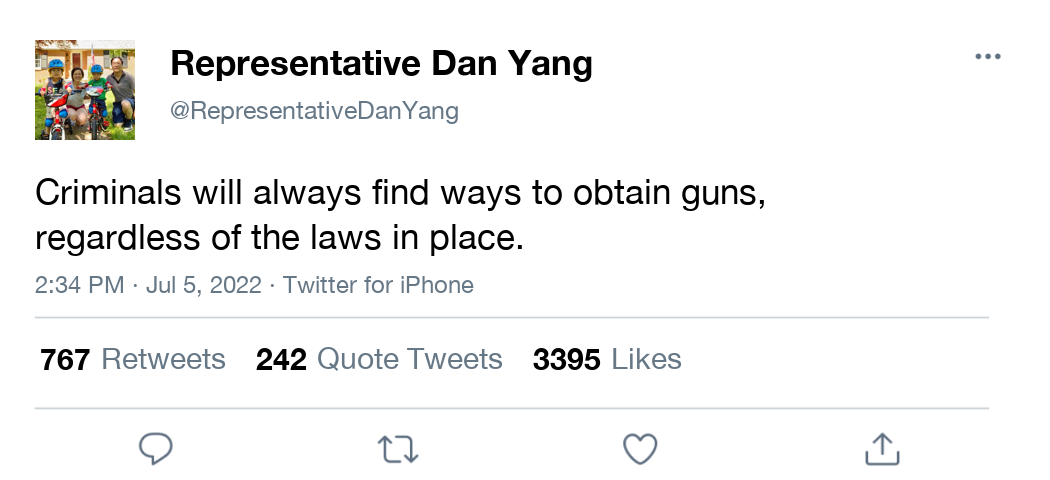 Representative Dan Yang
@RepresentativeDanYang
Criminals will always find ways to obtain guns,
regardless of the laws in place.
2:34 PM · Jul 5, 2022 · Twitter for iPhone
767 Retweets 242 Quote Tweets 3395 Likes